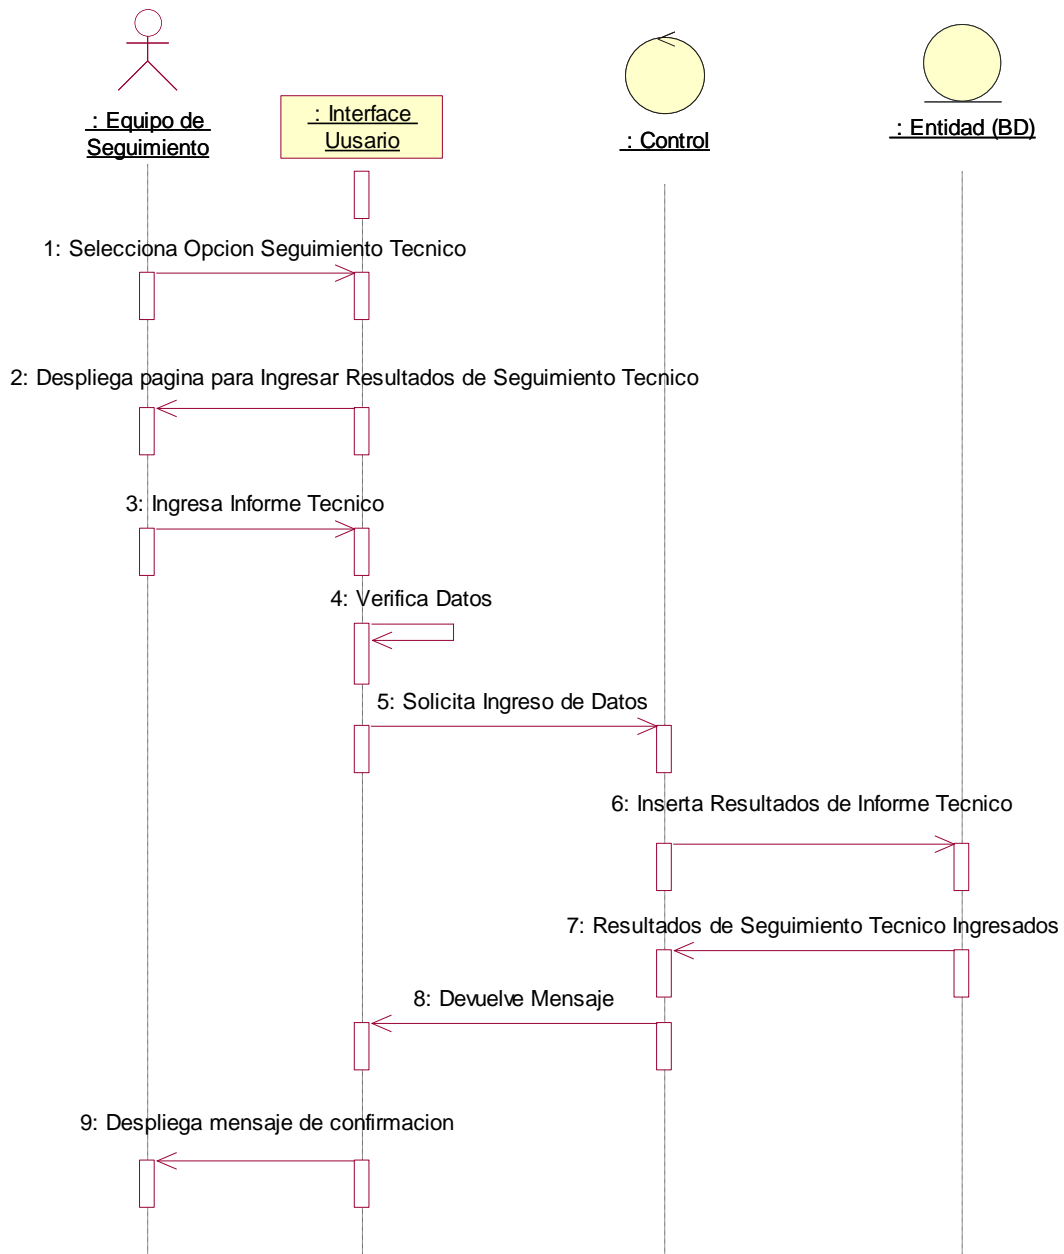 : Equipo de
Seguimiento
: Interface
Uusario
: Control
: Entidad (BD)
1: Selecciona Opcion Seguimiento Tecnico
2: Despliega pagina para Ingresar Resultados de Seguimiento Tecnico
3: Ingresa Informe Tecnico
4: Verifica Datos
5: Solicita Ingreso de Datos
6: Inserta Resultados de Informe Tecnico
7: Resultados de Seguimiento Tecnico Ingresados
8: Devuelve Mensaje
9: Despliega mensaje de confirmacion